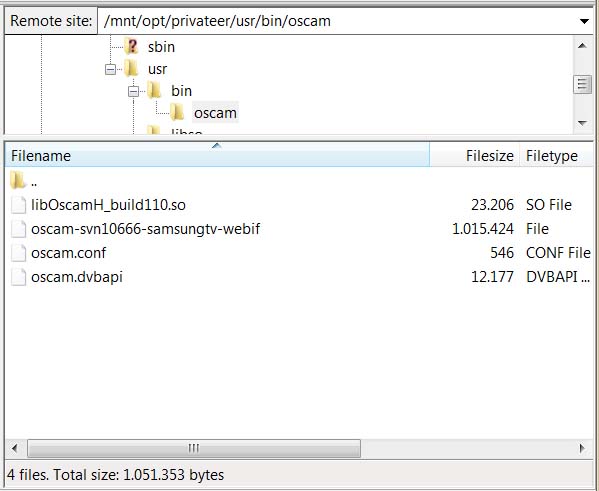 Remote site: /mnt/opt/privateer/usr/bin/oscam
sbin
usr
bin
oscam
libso
Filename Filesize Filetype
..
libOscamH_build110.so 23.206 SO File
oscam-svn10666-samsungtv-webif 1.015.424 File
oscam.conf 546 CONF File
oscam.dvbapi 12.177 DVBAPI ...
4 files. Total size: 1.051.353 bytes